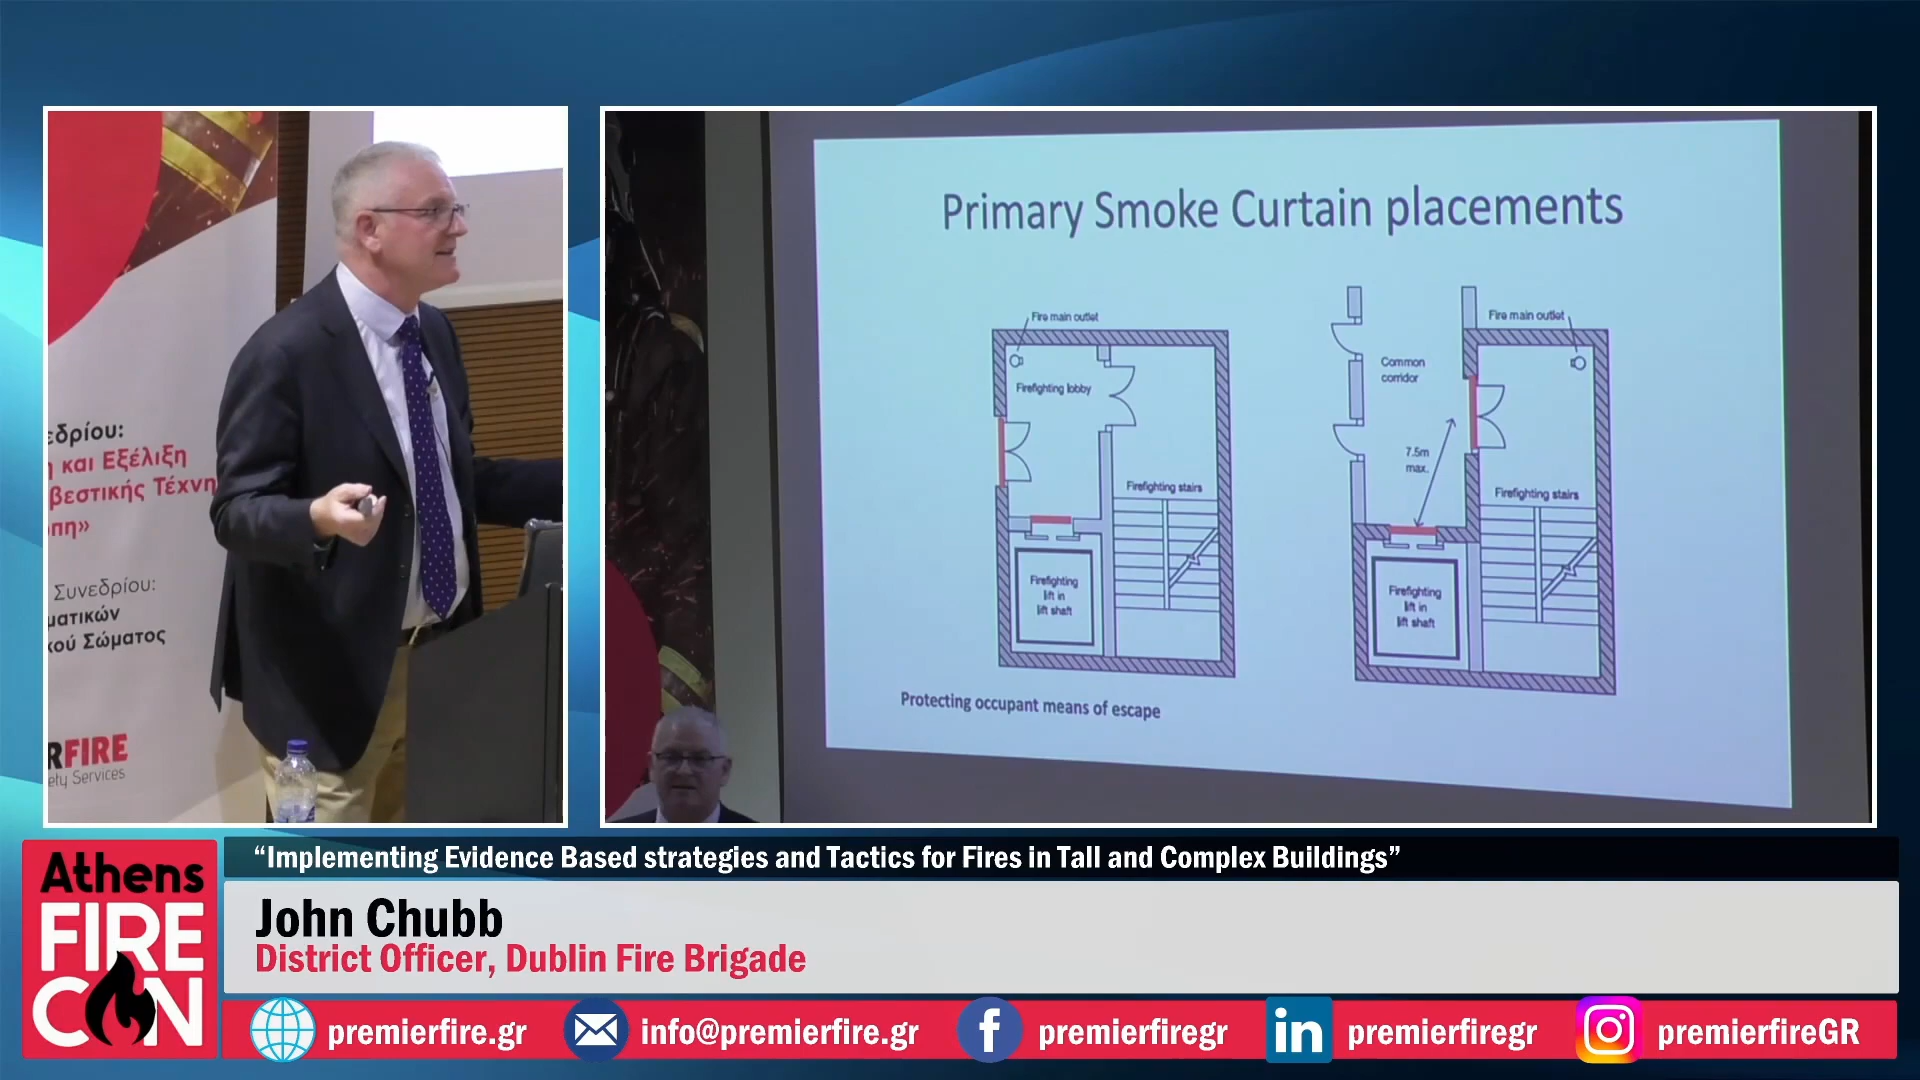 εδρίου:
η και Εξέλιξη
βεστικής Τέχνη
πη»
Συνεδρίου:
ματικών
κού Σώματος
RFIRE
ety Services
Primary Smoke Curtain placements
Fire main outlet
Firefighting lobby
Firefighting stairs
Firefighting
lift in
lift shaft
Fire main outlet
Common
corridor
7.5m
max.
Firefighting stairs
Firefighting
lift in
lift shaft
Protecting occupant means of escape
Athens
FIRE
CON
“Implementing Evidence Based strategies and Tactics for Fires in Tall and Complex Buildings”
John Chubb
District Officer, Dublin Fire Brigade
premierfire.gr
info@premierfire.gr
premierfiregr
premierfiregr
premierfireGR